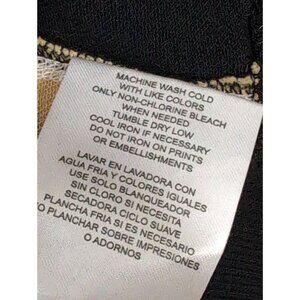 MACHINE WASH COLD
WITH LIKE COLORS
ONLY NON-CHLORINE BLEACH
WHEN NEEDED
TUMBLE DRY LOW
COOL IRON IF NECESSARY
DO NOT IRON ON PRINTS
or EMBELLISHMENTS
LAVAR EN LAVADORA CON
AGUA FRIA Y COLORES IGUALES
USE SOLO BLANQUEADOR
SIN CLORO SI NECESITA
SECADORA CICLO SUAVE
PLANCHA FRIA SI ES NECESARIO
O PLANCHAR SOBRE IMPRESIONES
O ADORNOS